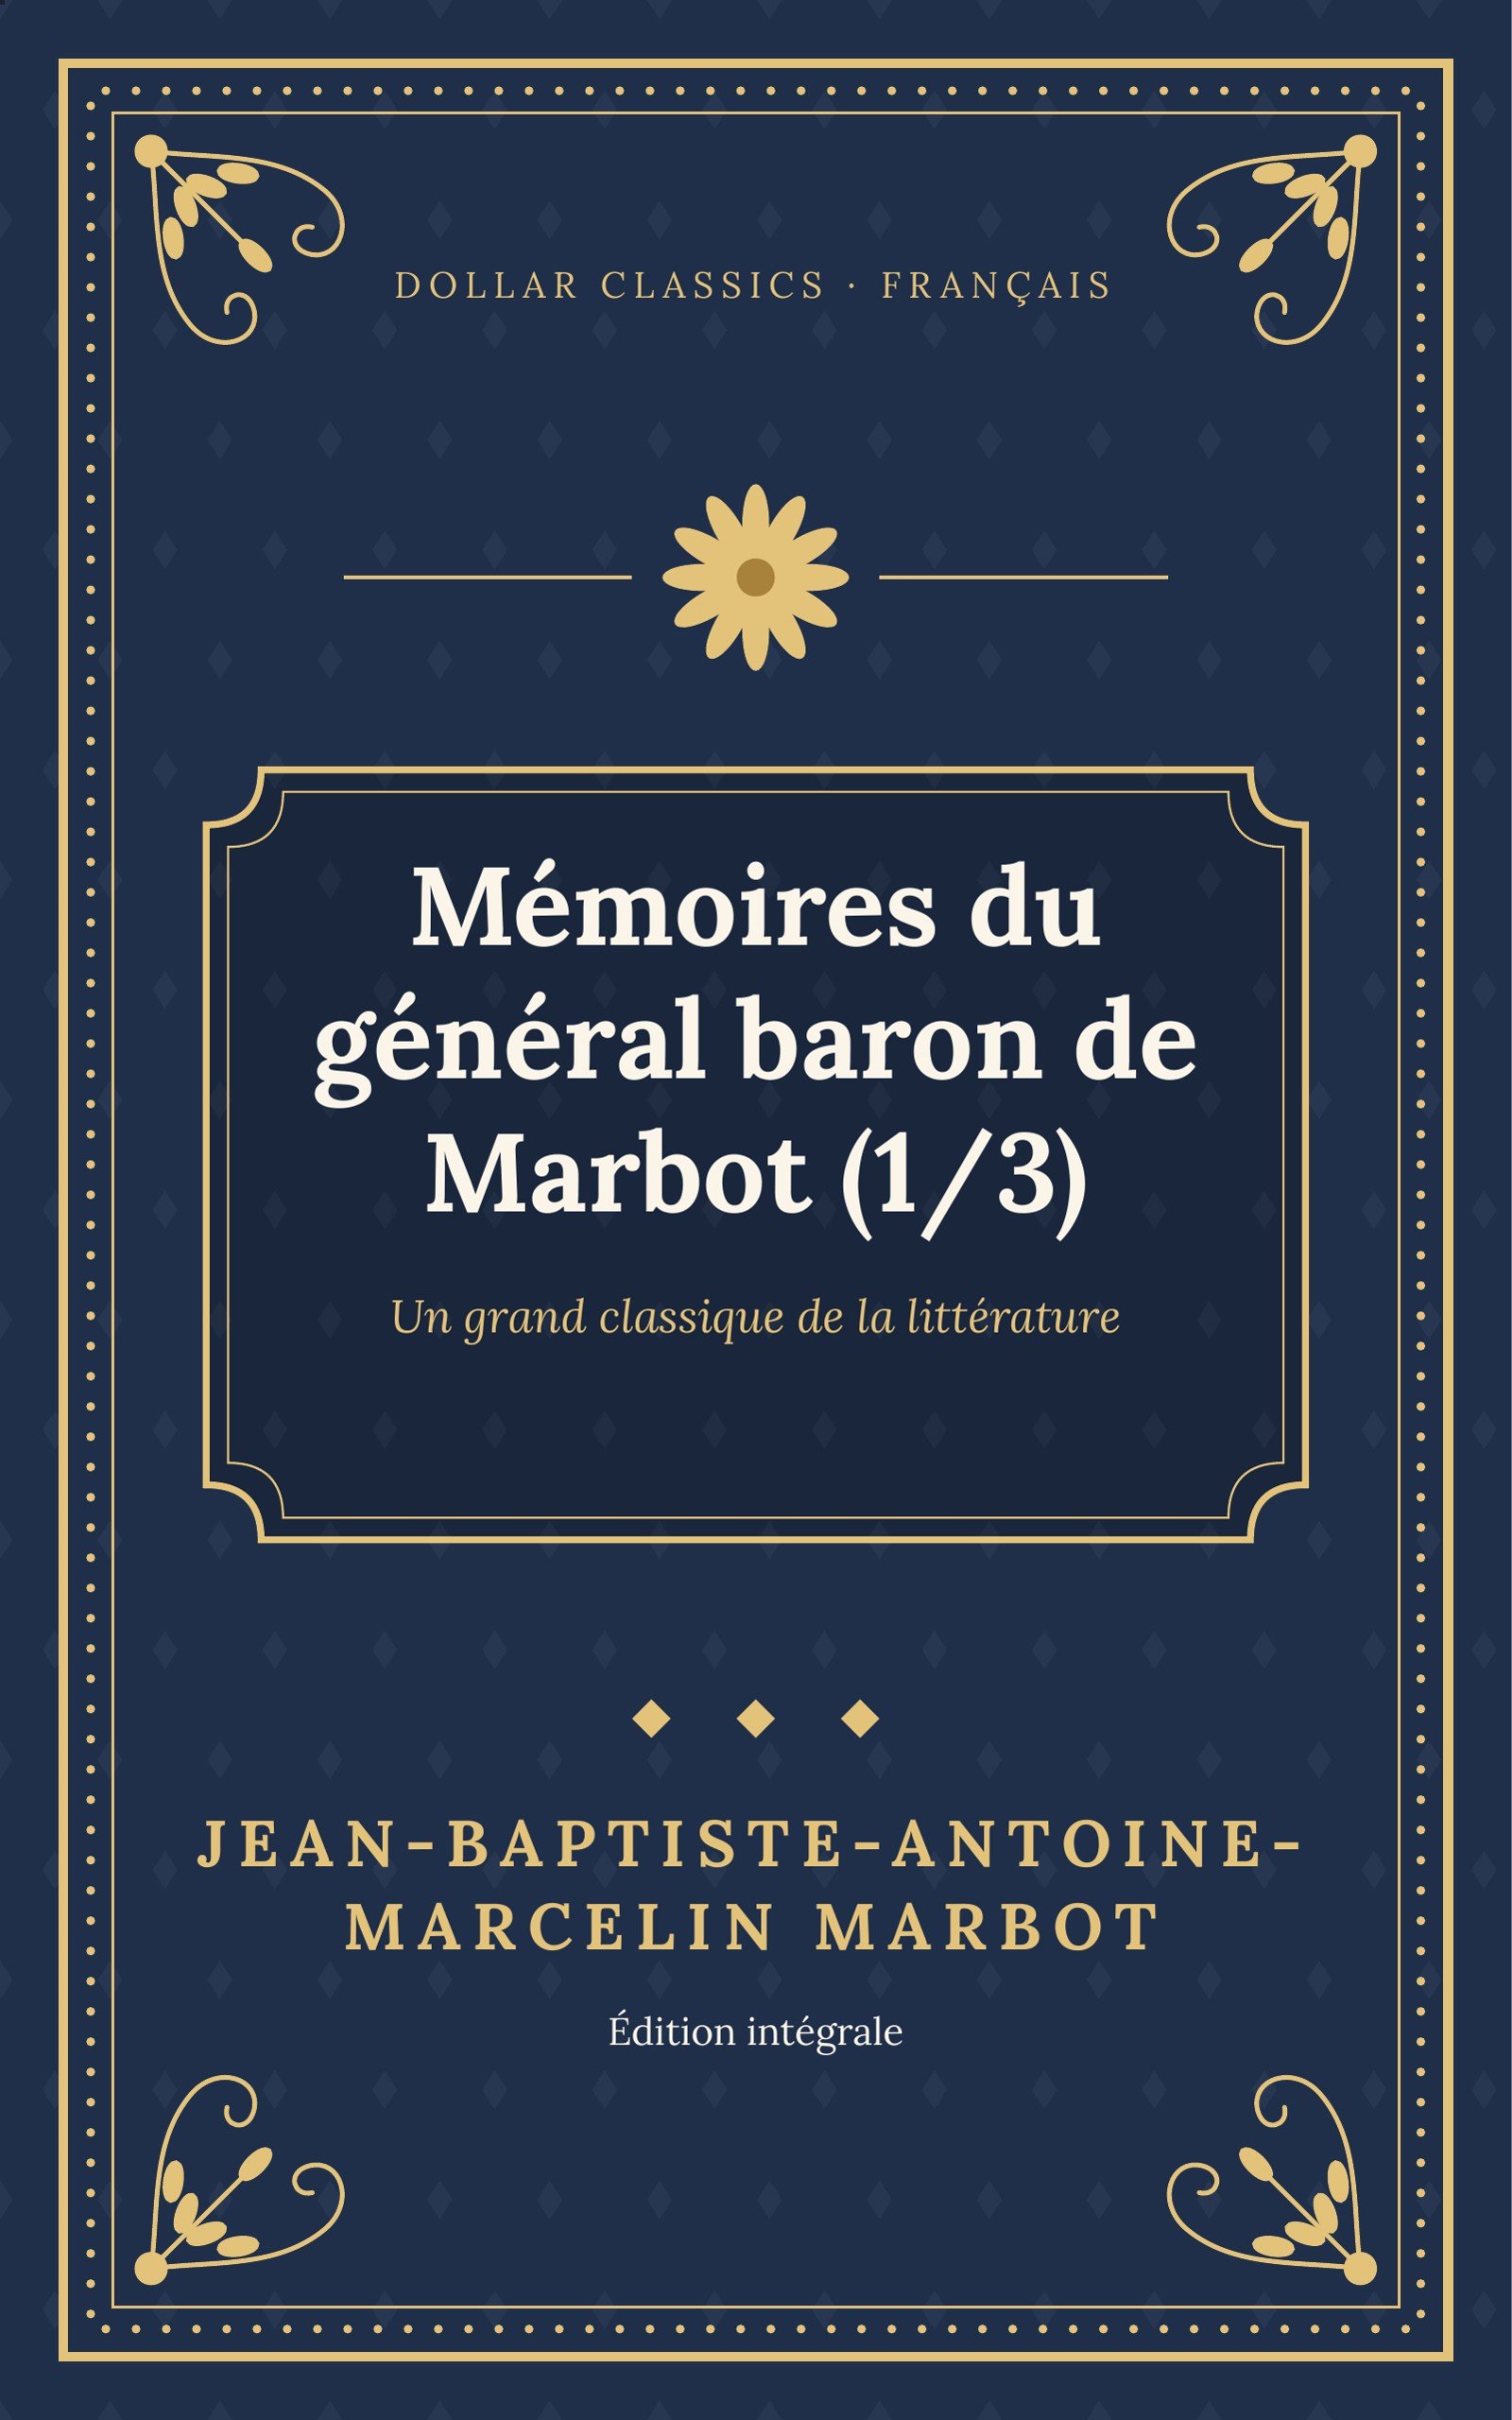 DOLLAR CLASSICS · FRANÇAIS
Mémoires du
général baron de
Marbot (1/3)
Un grand classique de la littérature
JEAN-BAPTISTE-ANTOINE-
MARCELIN MARBOT
Édition intégrale